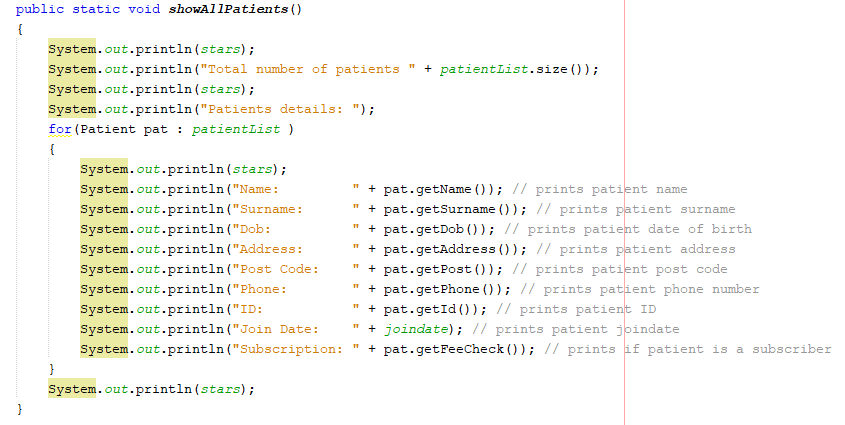 public static void showAllPatients()
{
    System.out.println(stars);
    System.out.println("Total number of patients " + patientList.size());
    System.out.println(stars);
    System.out.println("Patients details: ");
    for(Patient pat : patientList )
    {
        System.out.println(stars);
        System.out.println("Name:         " + pat.getName()); // prints patient name
        System.out.println("Surname:      " + pat.getSurname()); // prints patient surname
        System.out.println("Dob:          " + pat.getDob()); // prints patient date of birth
        System.out.println("Address:      " + pat.getAddress()); // prints patient address
        System.out.println("Post Code:    " + pat.getPost()); // prints patient post code
        System.out.println("Phone:        " + pat.getPhone()); // prints patient phone number
        System.out.println("ID:           " + pat.getId()); // prints patient ID
        System.out.println("Join Date:    " + joindate); // prints patient joindate
        System.out.println("Subscription: " + pat.getFeeCheck()); // prints if patient is a subscriber
    }
    System.out.println(stars);
}